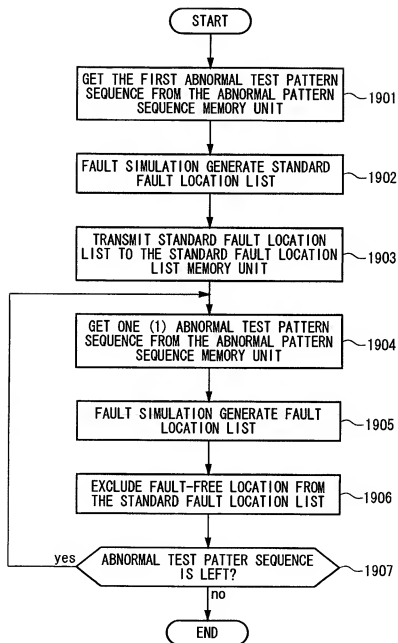 START
GET THE FIRST ABNORMAL TEST PATTERN
SEQUENCE FROM THE ABNORMAL PATTERN
SEQUENCE MEMORY UNIT
1901
FAULT SIMULATION GENERATE STANDARD
FAULT LOCATION LIST
1902
TRANSMIT STANDARD FAULT LOCATION
LIST TO THE STANDARD FAULT LOCATION
LIST MEMORY UNIT
1903
GET ONE (1) ABNORMAL TEST PATTERN
SEQUENCE FROM THE ABNORMAL PATTERN
SEQUENCE MEMORY UNIT
1904
FAULT SIMULATION GENERATE FAULT
LOCATION LIST
1905
EXCLUDE FAULT-FREE LOCATION FROM
THE STANDARD FAULT LOCATION LIST
1906
yes
ABNORMAL TEST PATTER SEQUENCE
IS LEFT?
1907
no
END